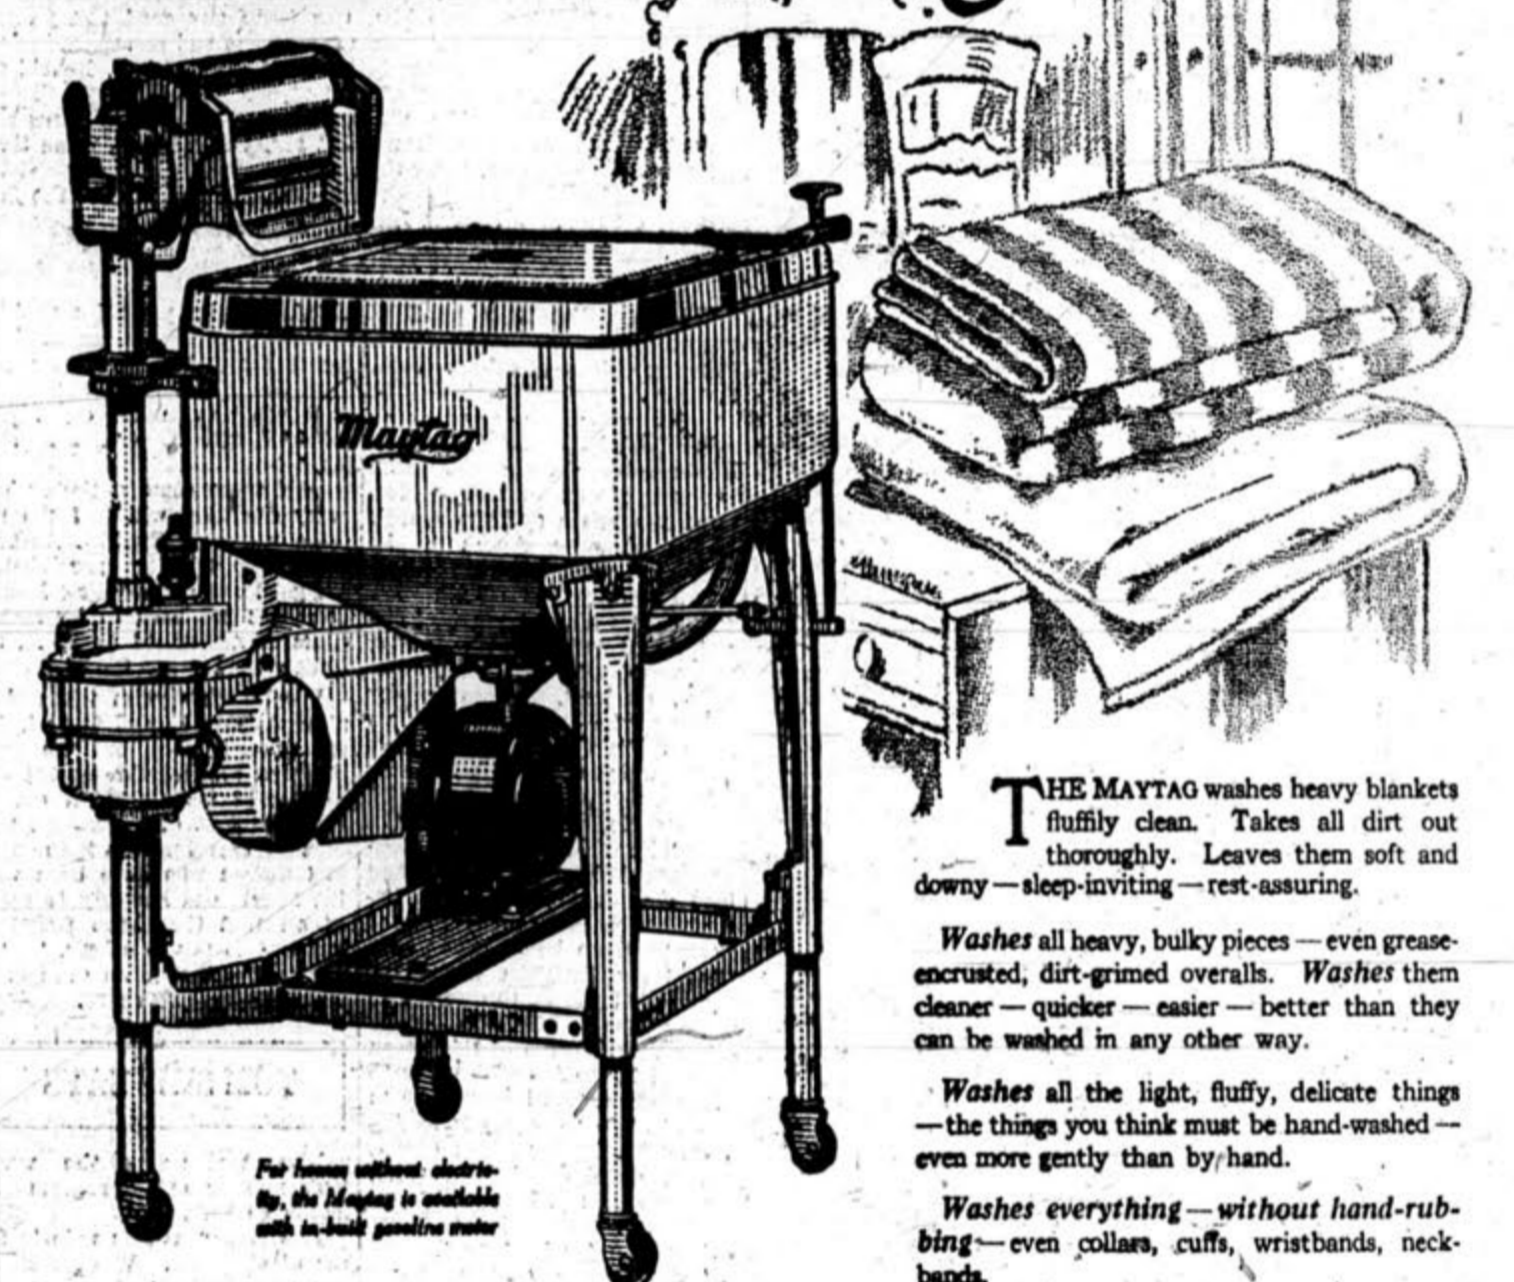 Maytag
THE MAYTAG washes heavy blankets
fluffily clean. Takes all dirt out
thoroughly. Leaves them soft and
downy — sleep-inviting — rest-assuring.
Washes all heavy, bulky pieces — even grease-
encrusted, dirt-grimed overalls. Washes them
cleaner — quicker — easier — better than they
can be washed in any other way.
Washes all the light, fluffy, delicate things
— the things you think must be hand-washed —
even more gently than by hand.
Washes everything — without hand-rub-
bing — even collars, cuffs, wristbands, neck-
bands.
For homes without electric-
ity, the Maytag is available
with in-built gasoline motor